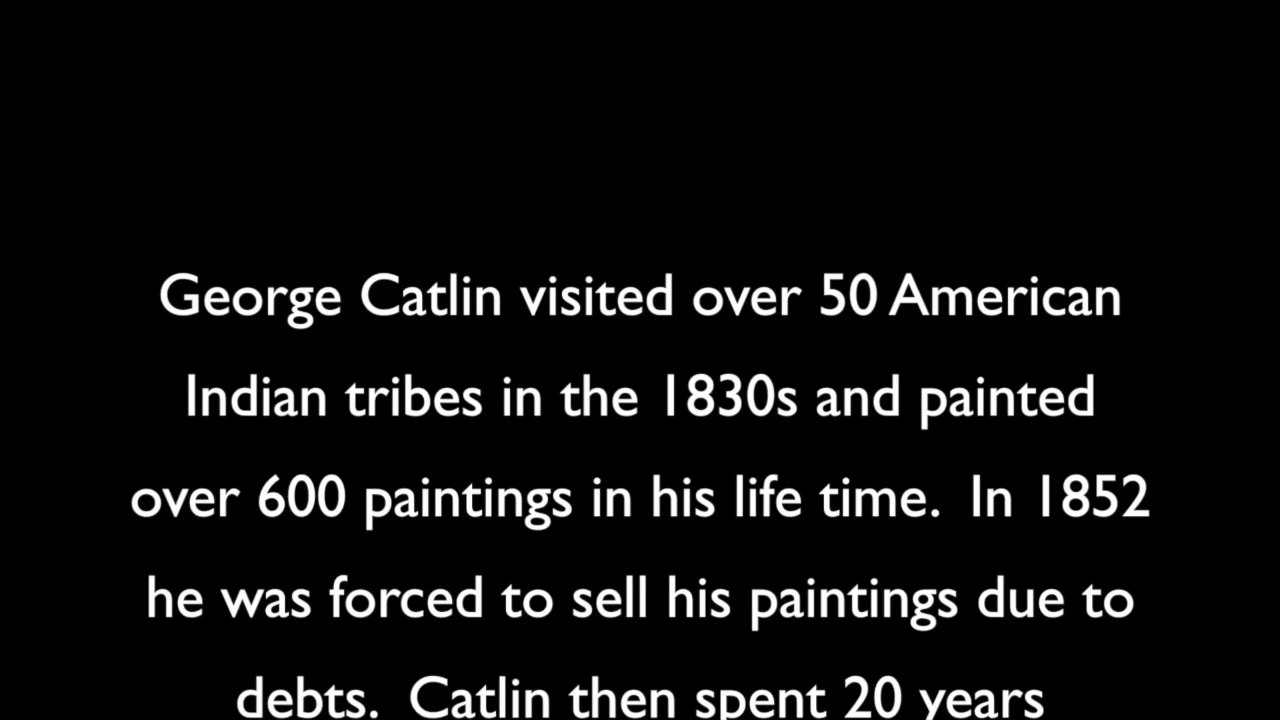 George Catlin visited over 50 American
Indian tribes in the 1830s and painted
over 600 paintings in his life time.  In 1852
he was forced to sell his paintings due to
debts.  Catlin then spent 20 years